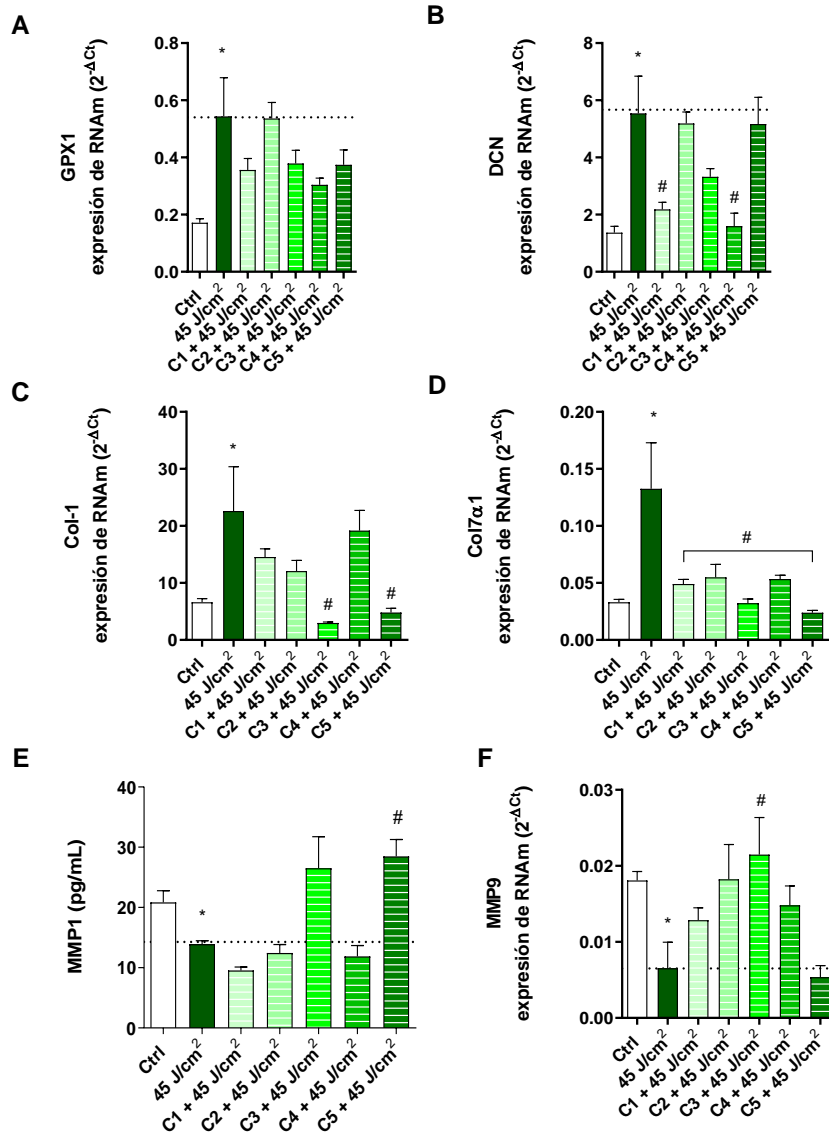 A
GPX1
expresión de RNAm (2^-ΔCt)
0.8
0.6
0.4
0.2
0.0
*
Ctrl
45 J/cm²
C1 + 45 J/cm²
C2 + 45 J/cm²
C3 + 45 J/cm²
C4 + 45 J/cm²
C5 + 45 J/cm²
B
DCN
expresión de RNAm (2^-ΔCt)
8
6
4
2
0
*
#
#
Ctrl
45 J/cm²
C1 + 45 J/cm²
C2 + 45 J/cm²
C3 + 45 J/cm²
C4 + 45 J/cm²
C5 + 45 J/cm²
C
Col-1
expresión de RNAm (2^-ΔCt)
40
30
20
10
0
*
#
#
Ctrl
45 J/cm²
C1 + 45 J/cm²
C2 + 45 J/cm²
C3 + 45 J/cm²
C4 + 45 J/cm²
C5 + 45 J/cm²
D
Col7α1
expresión de RNAm (2^-ΔCt)
0.20
0.15
0.10
0.05
0.00
*
#
Ctrl
45 J/cm²
C1 + 45 J/cm²
C2 + 45 J/cm²
C3 + 45 J/cm²
C4 + 45 J/cm²
C5 + 45 J/cm²
E
MMP1 (pg/mL)
40
30
20
10
0
*
#
Ctrl
45 J/cm²
C1 + 45 J/cm²
C2 + 45 J/cm²
C3 + 45 J/cm²
C4 + 45 J/cm²
C5 + 45 J/cm²
F
MMP9
expresión de RNAm (2^-ΔCt)
0.03
0.02
0.01
0.00
*
#
Ctrl
45 J/cm²
C1 + 45 J/cm²
C2 + 45 J/cm²
C3 + 45 J/cm²
C4 + 45 J/cm²
C5 + 45 J/cm²